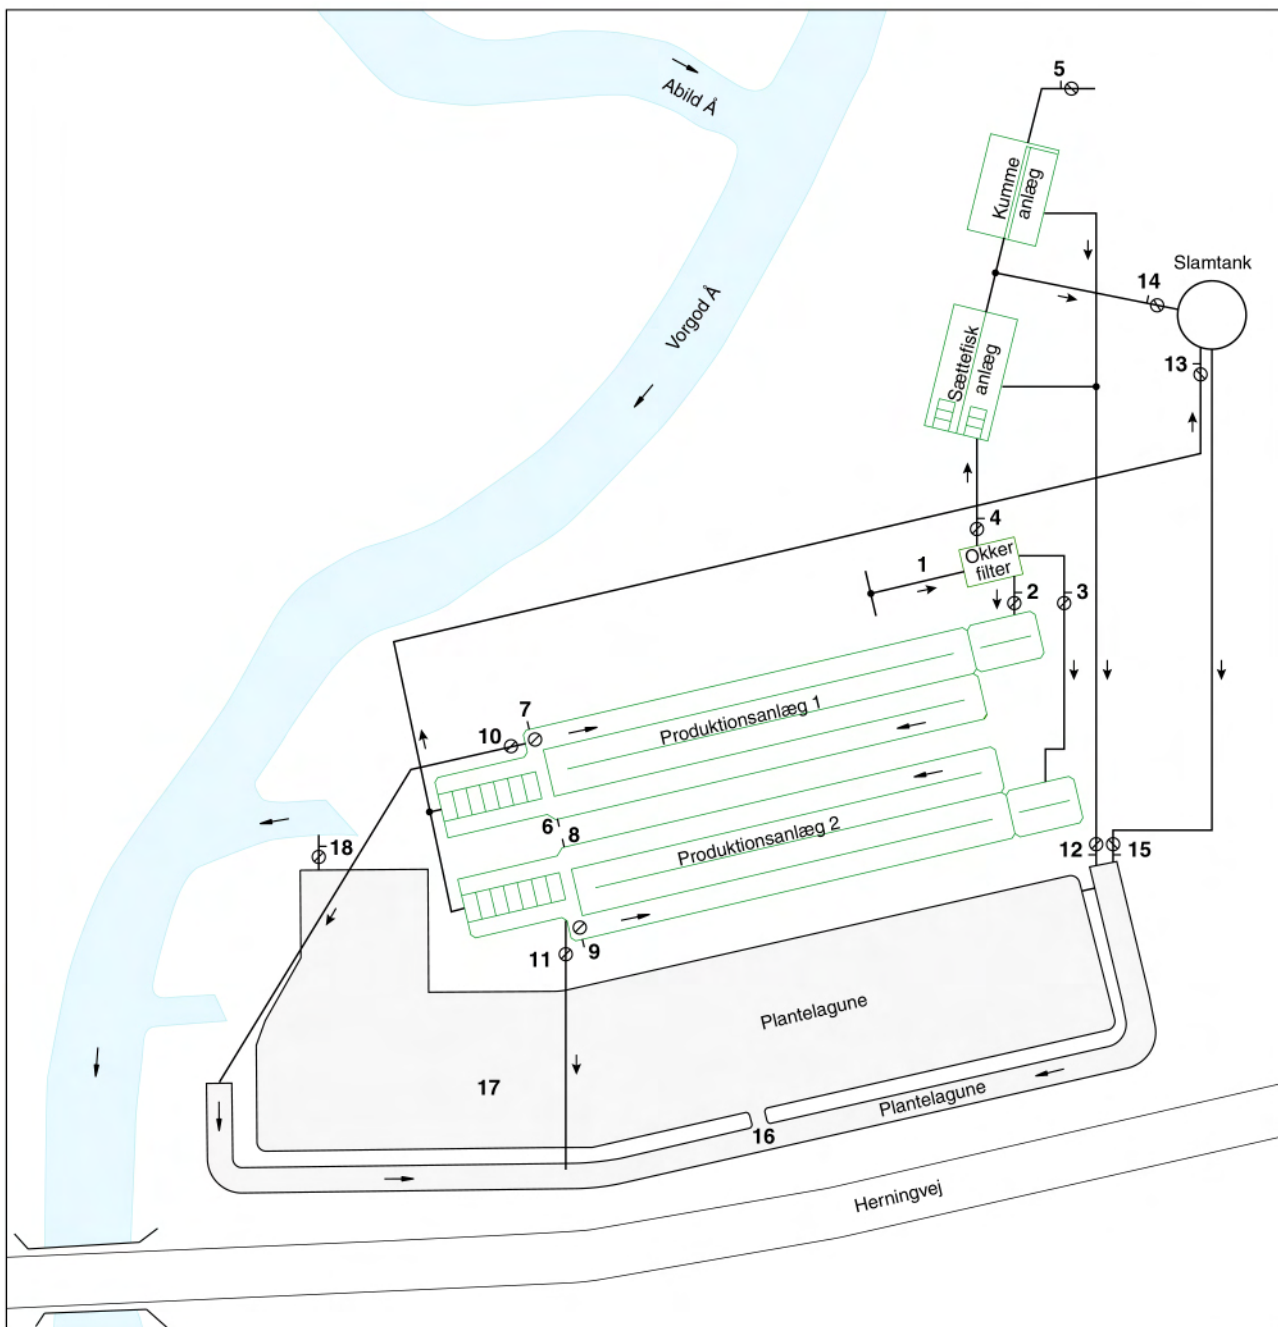 5
Abild Å
Kumme
anlæg
Slamtank
14
Vorgod Å
13
Sættefisk
anlæg
4
Okker
filter
1
2
3
7
10
Produktionsanlæg 1
6
8
Produktionsanlæg 2
18
12
15
9
11
Plantelagune
17
Plantelagune
16
Herningvej